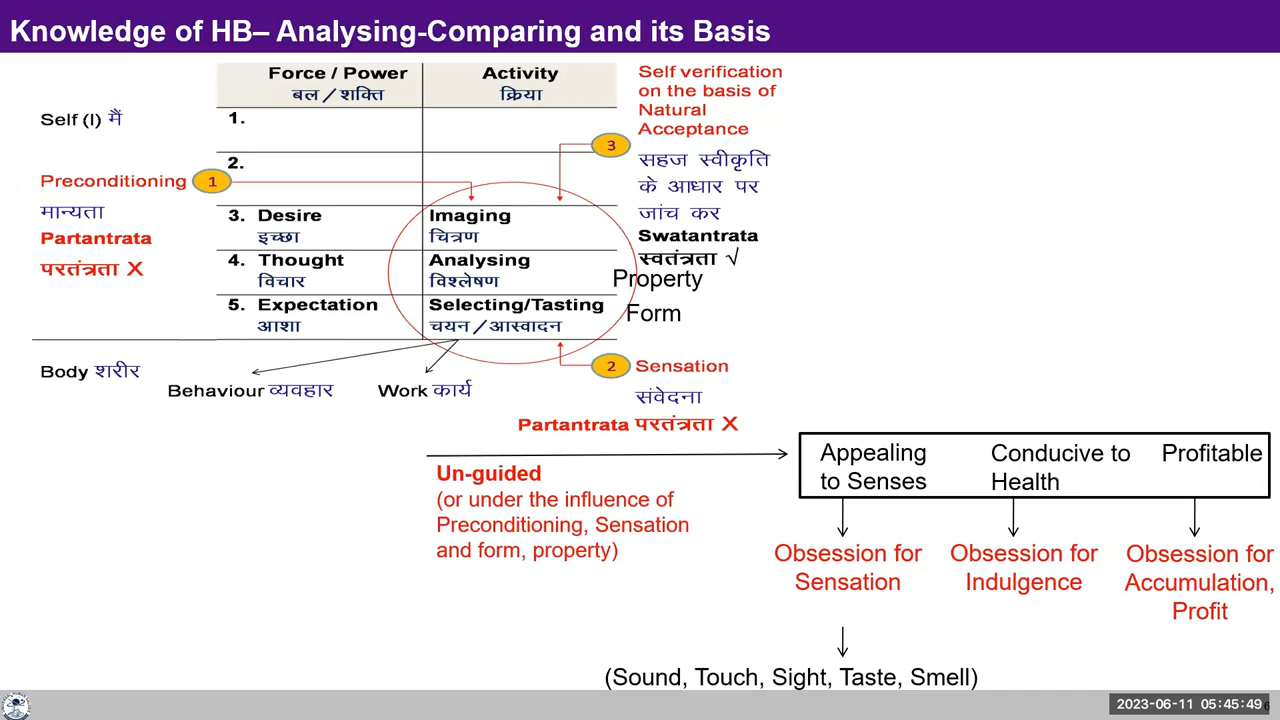 Knowledge of HB– Analysing-Comparing and its Basis
Force / Power
बल / शक्ति
Activity
क्रिया
Self (I) मैं
1.
2.
Preconditioning 1
मान्यता
Partantrata
परतंत्रता X
3. Desire
इच्छा
Imaging
चित्रण
4. Thought
विचार
Analysing
विश्लेषण
5. Expectation
आशा
Selecting/Tasting
चयन / आस्वादन
Self verification
on the basis of
Natural
Acceptance
3
सहज स्वीकृति
के आधार पर
जांच कर
Swatantrata
स्वतंत्रता √
Property
Form
Body शरीर
Behaviour व्यवहार
Work कार्य
2 Sensation
संवेदना
Partantrata परतंत्रता X
Un-guided
(or under the influence of
Preconditioning, Sensation
and form, property)
Appealing
to Senses
Conducive to
Health
Profitable
Obsession for
Sensation
Obsession for
Indulgence
Obsession for
Accumulation,
Profit
(Sound, Touch, Sight, Taste, Smell)
2023-06-11 05:45:49
6